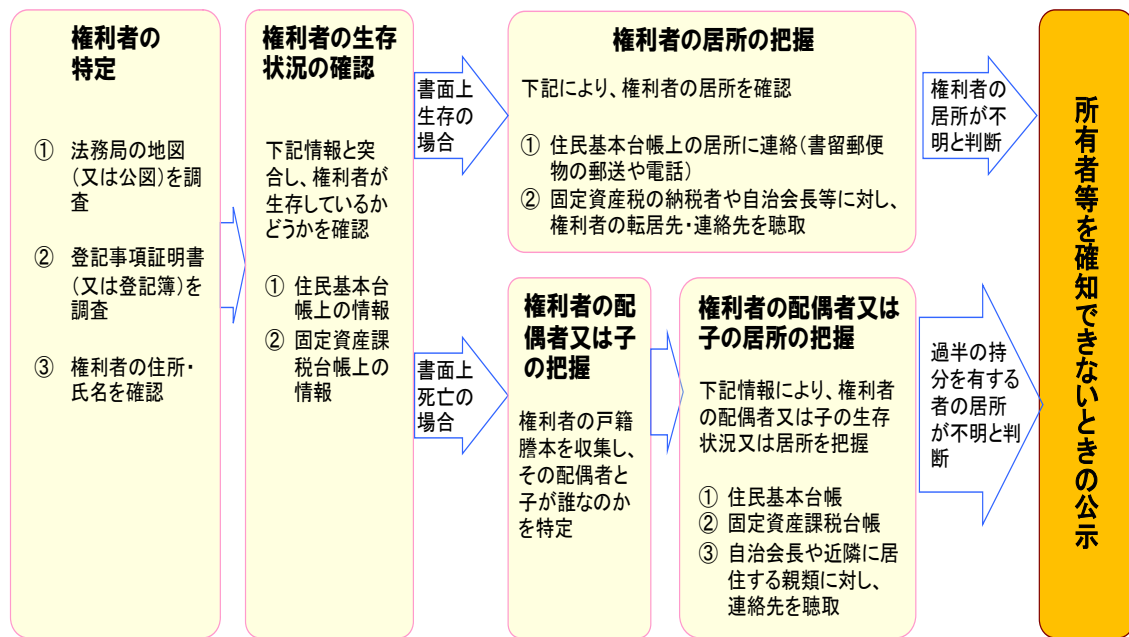 権利者の
特定
① 法務局の地図
(又は公図)を調
査
② 登記事項証明書
(又は登記簿)を
調査
③ 権利者の住所・
氏名を確認
権利者の生存
状況の確認
下記情報と突
合し、権利者が
生存しているか
どうかを確認
① 住民基本台
帳上の情報
② 固定資産課
税台帳上の
情報
書面上
生存の
場合
権利者の居所の把握
下記により、権利者の居所を確認
① 住民基本台帳上の居所に連絡(書留郵便
物の郵送や電話)
② 固定資産税の納税者や自治会長等に対し、
権利者の転居先・連絡先を聴取
権利者の
居所が不
明と判断
書面上
死亡の
場合
権利者の配
偶者又は子
の把握
権利者の戸籍
謄本を収集し、
その配偶者と
子が誰なのか
を特定
権利者の配偶者又は
子の居所の把握
下記情報により、権利者
の配偶者又は子の生存
状況又は居所を把握
① 住民基本台帳
② 固定資産課税台帳
③ 自治会長や近隣に居
住する親類に対し、
連絡先を聴取
過半の持
分を有する
者の居所
が不明と判
断
所有者等を確知できないときの公示